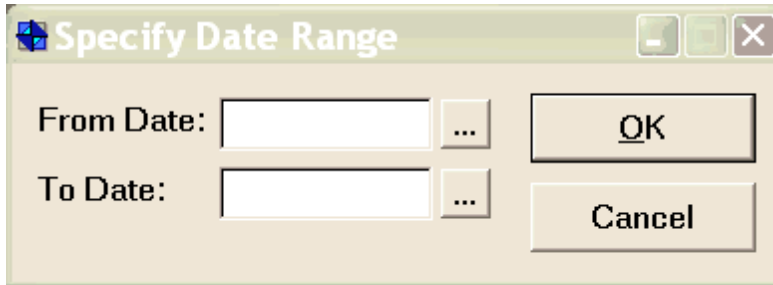 Specify Date Range
From Date: ... OK
To Date: ... Cancel